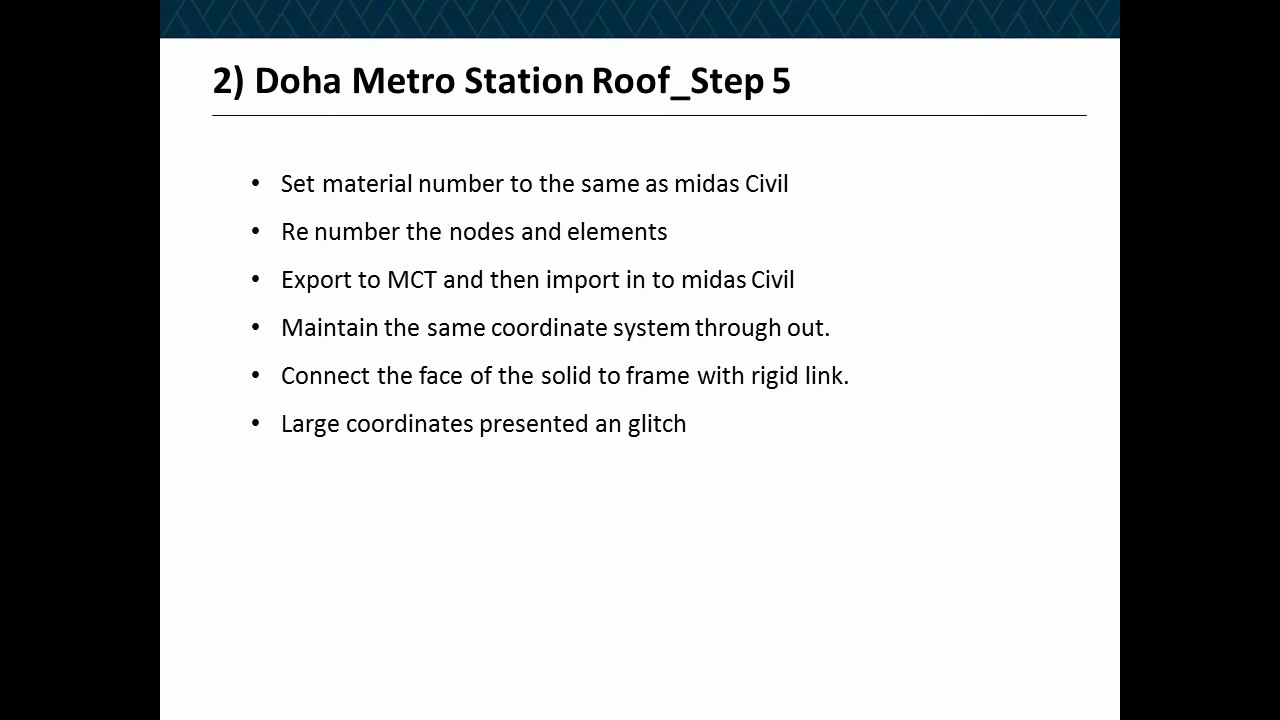 2) Doha Metro Station Roof_Step 5
• Set material number to the same as midas Civil
• Re number the nodes and elements
• Export to MCT and then import in to midas Civil
• Maintain the same coordinate system through out.
• Connect the face of the solid to frame with rigid link.
• Large coordinates presented an glitch